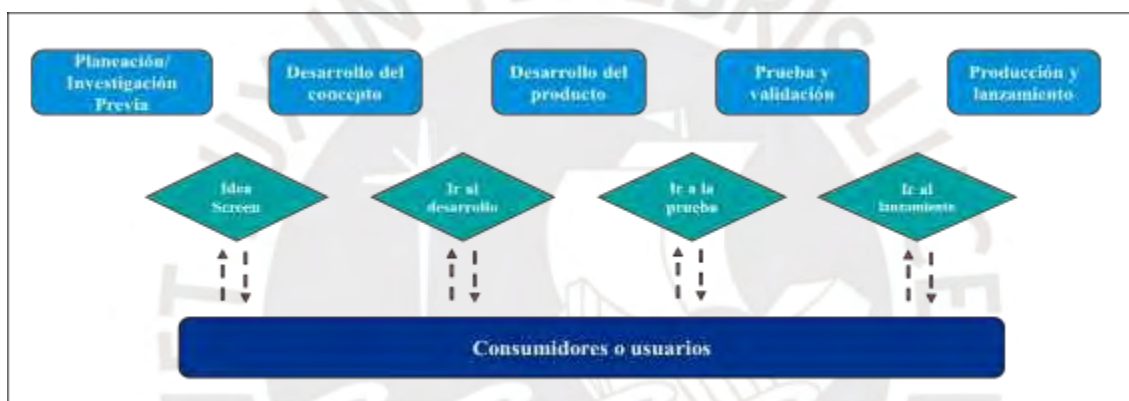 Planeación/
Investigación
Previa
Desarrollo del
concepto
Desarrollo del
producto
Prueba y
validación
Producción y
lanzamiento
Idea
Screen
Ir al
desarrollo
Ir a la
prueba
Ir al
lanzamiento
Consumidores o usuarios